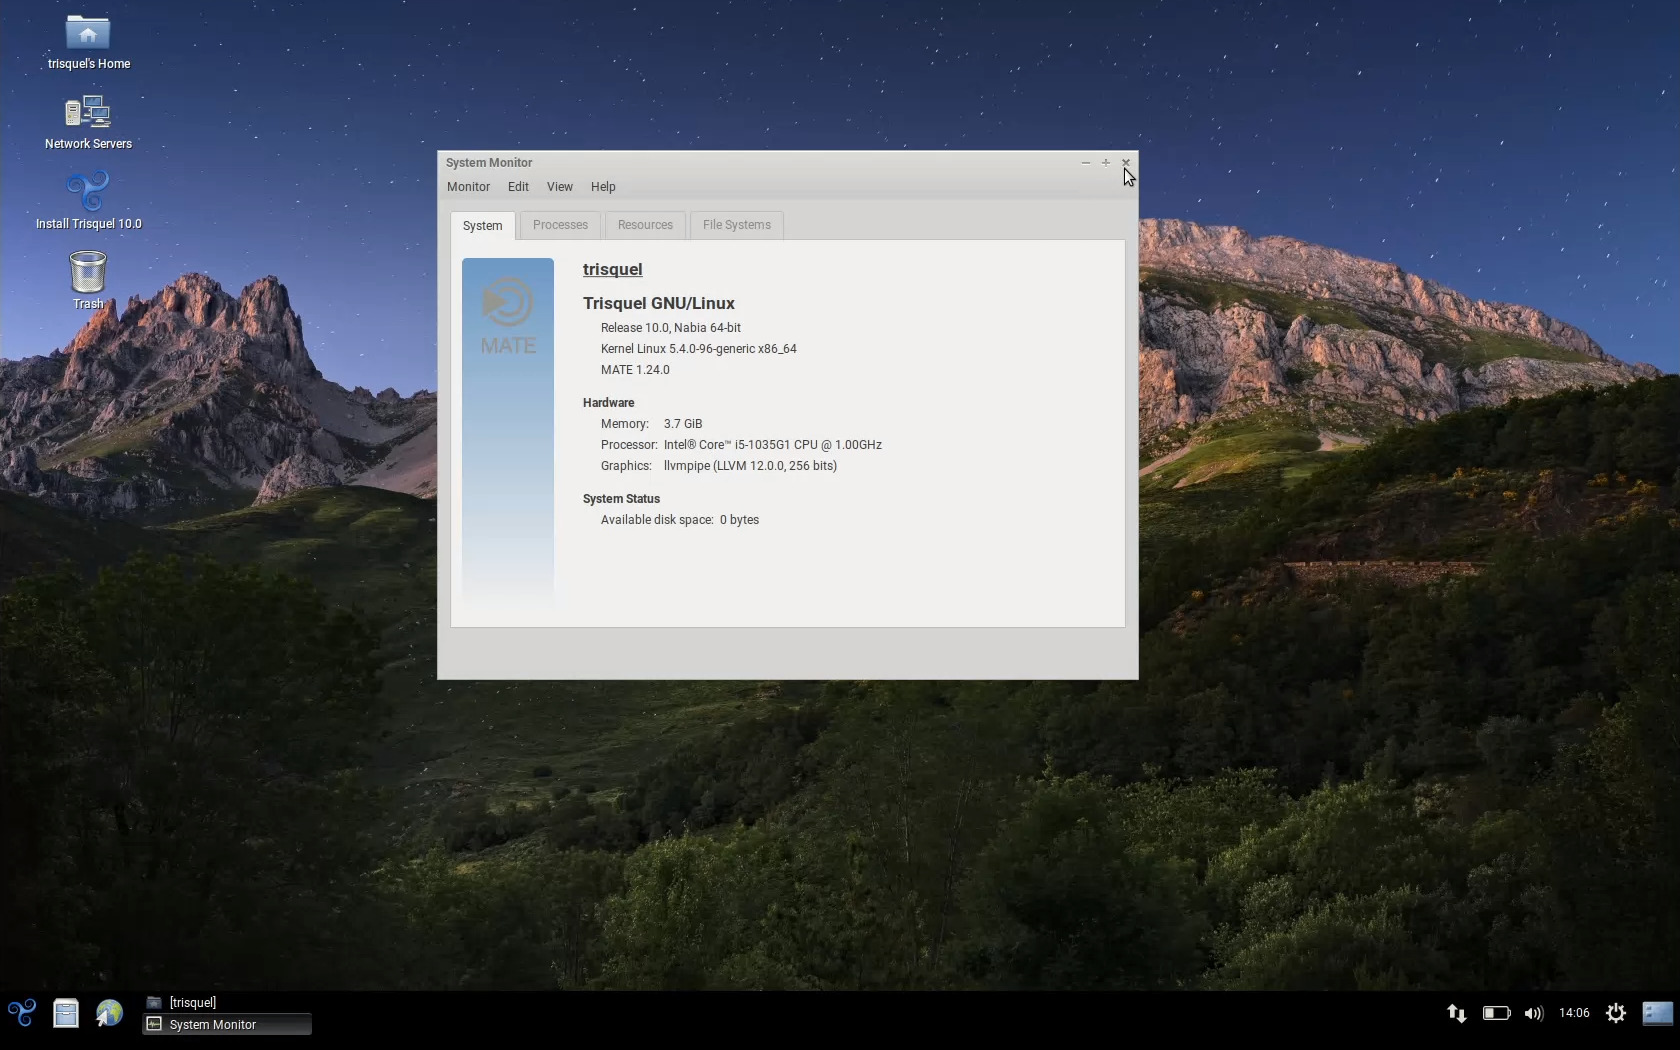 trisquel's Home
Network Servers
Install Trisquel 10.0
Trash
System Monitor
Monitor Edit View Help
System Processes Resources File Systems
MATE
trisquel
Trisquel GNU/Linux
Release 10.0, Nabia 64-bit
Kernel Linux 5.4.0-96-generic x86_64
MATE 1.24.0
Hardware
Memory: 3.7 GiB
Processor: Intel® Core™ i5-1035G1 CPU @ 1.00GHz
Graphics: llvmpipe (LLVM 12.0.0, 256 bits)
System Status
Available disk space: 0 bytes
[trisquel]
System Monitor
14:06